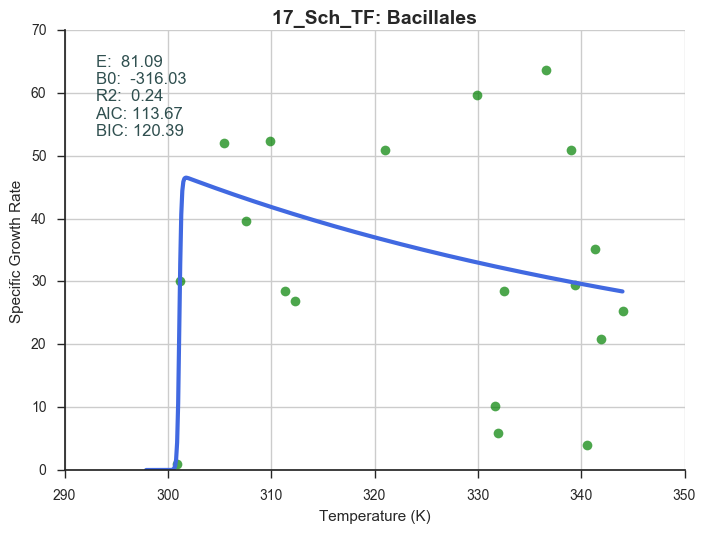 17_Sch_TF: Bacillales
E:  81.09
B0:  -316.03
R2:  0.24
AIC: 113.67
BIC: 120.39
Specific Growth Rate
70
60
50
40
30
20
10
0
290 300 310 320 330 340 350
Temperature (K)